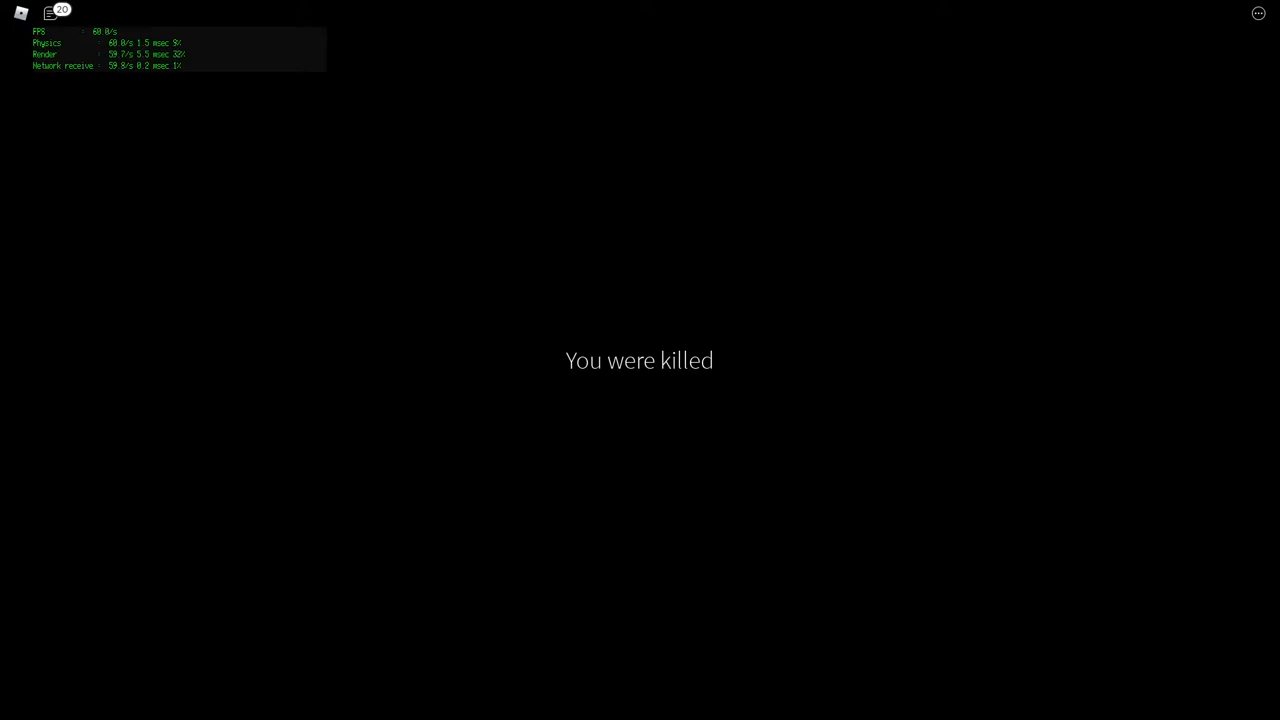 20
FPS : 60.0/s
Physics : 60.0/s 1.5 msec 9%
Render : 59.7/s 5.5 msec 32%
Network receive : 59.8/s 0.2 msec 1%
You were killed